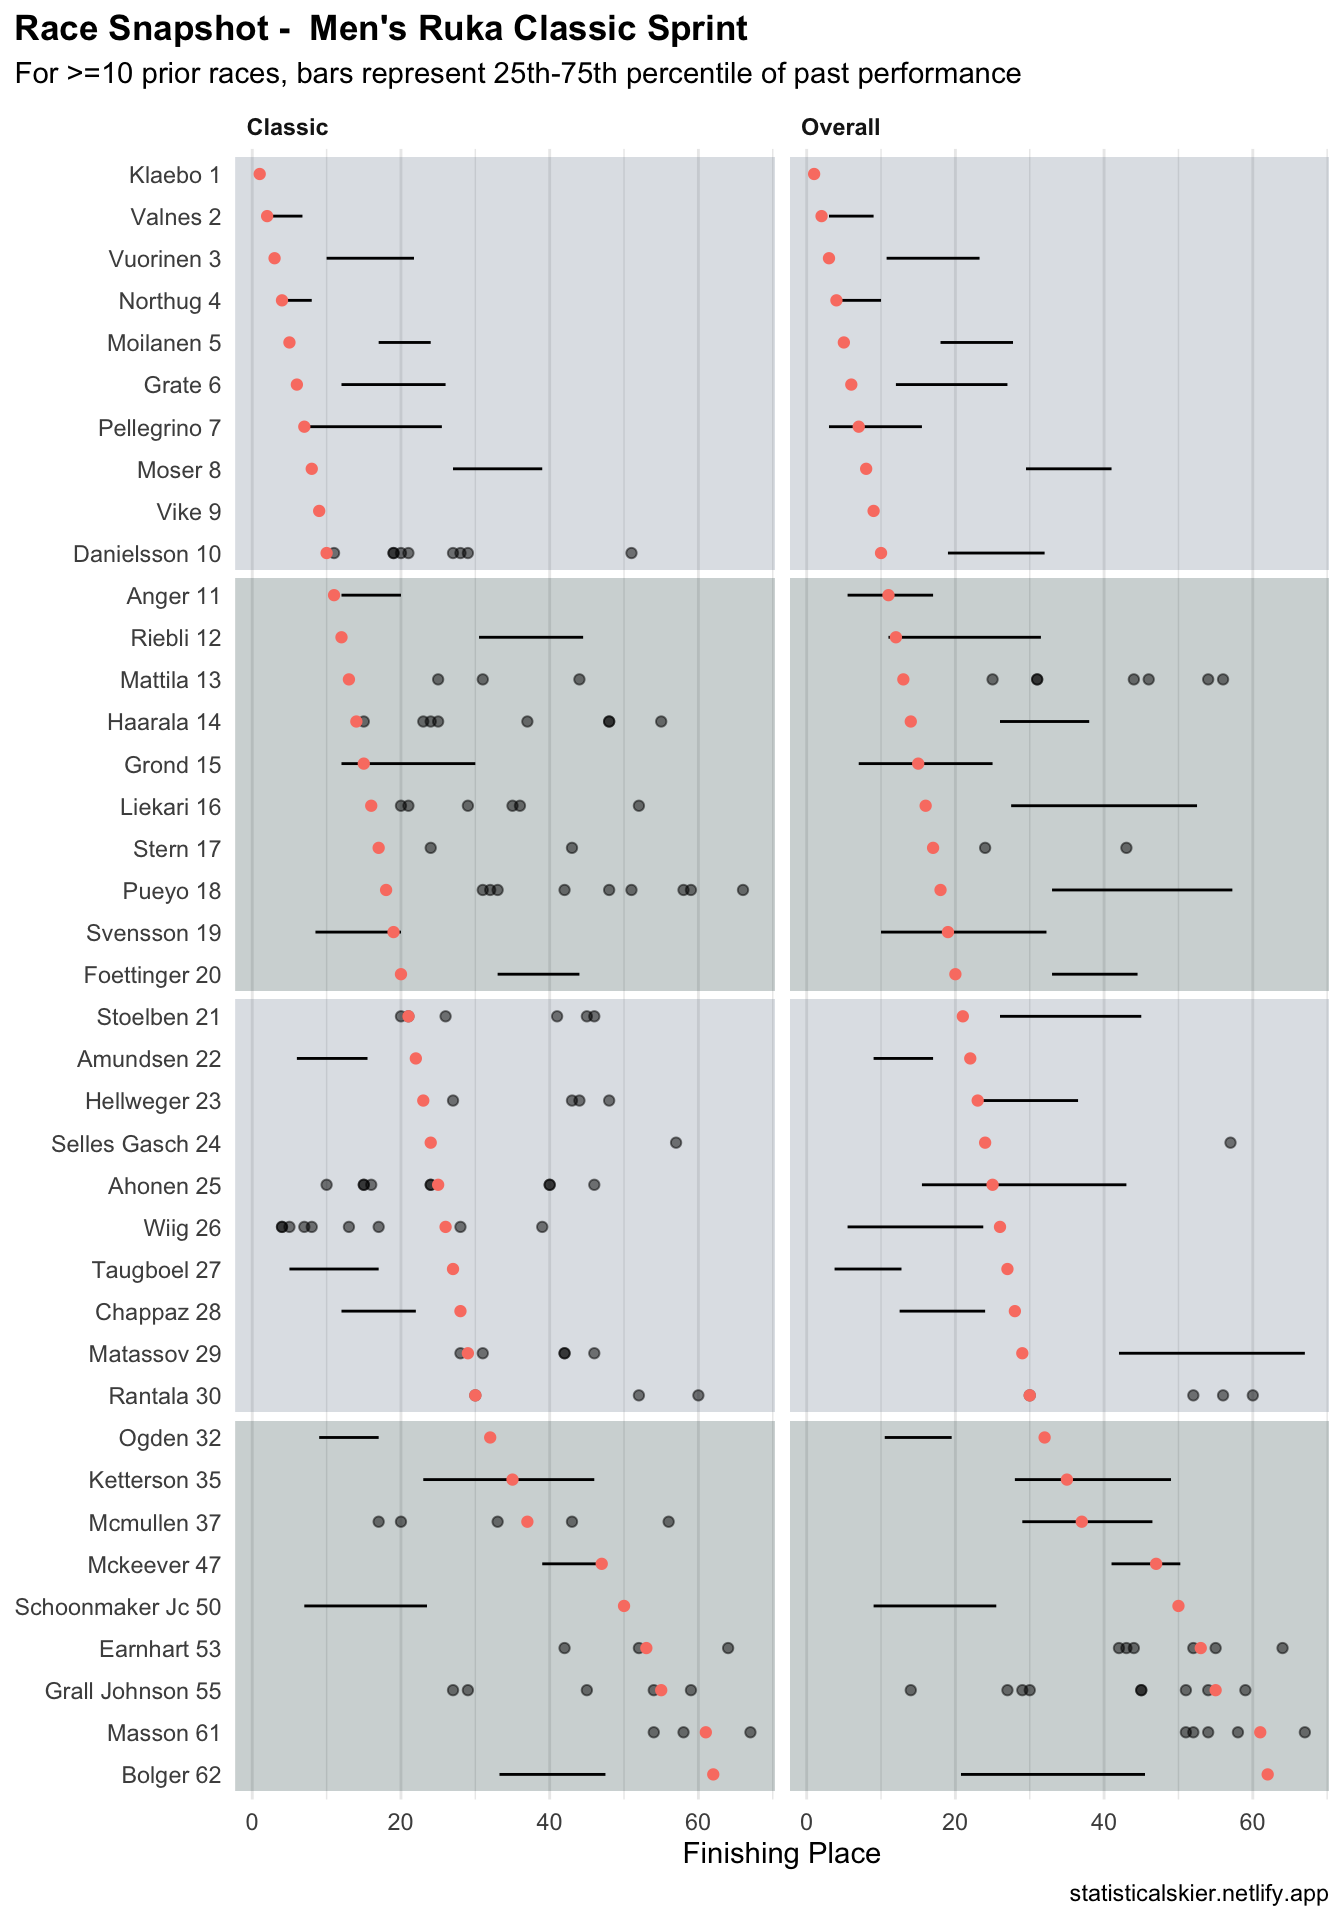 Race Snapshot -  Men's Ruka Classic Sprint
For >=10 prior races, bars represent 25th-75th percentile of past performance
Classic Overall
Klaebo 1
Valnes 2
Vuorinen 3
Northug 4
Moilanen 5
Grate 6
Pellegrino 7
Moser 8
Vike 9
Danielsson 10
Anger 11
Riebli 12
Mattila 13
Haarala 14
Grond 15
Liekari 16
Stern 17
Pueyo 18
Svensson 19
Foettinger 20
Stoelben 21
Amundsen 22
Hellweger 23
Selles Gasch 24
Ahonen 25
Wiig 26
Taugboel 27
Chappaz 28
Matassov 29
Rantala 30
Ogden 32
Ketterson 35
Mcmullen 37
Mckeever 47
Schoonmaker Jc 50
Earnhart 53
Grall Johnson 55
Masson 61
Bolger 62
0 20 40 60 0 20 40 60
Finishing Place
statisticalskier.netlify.app